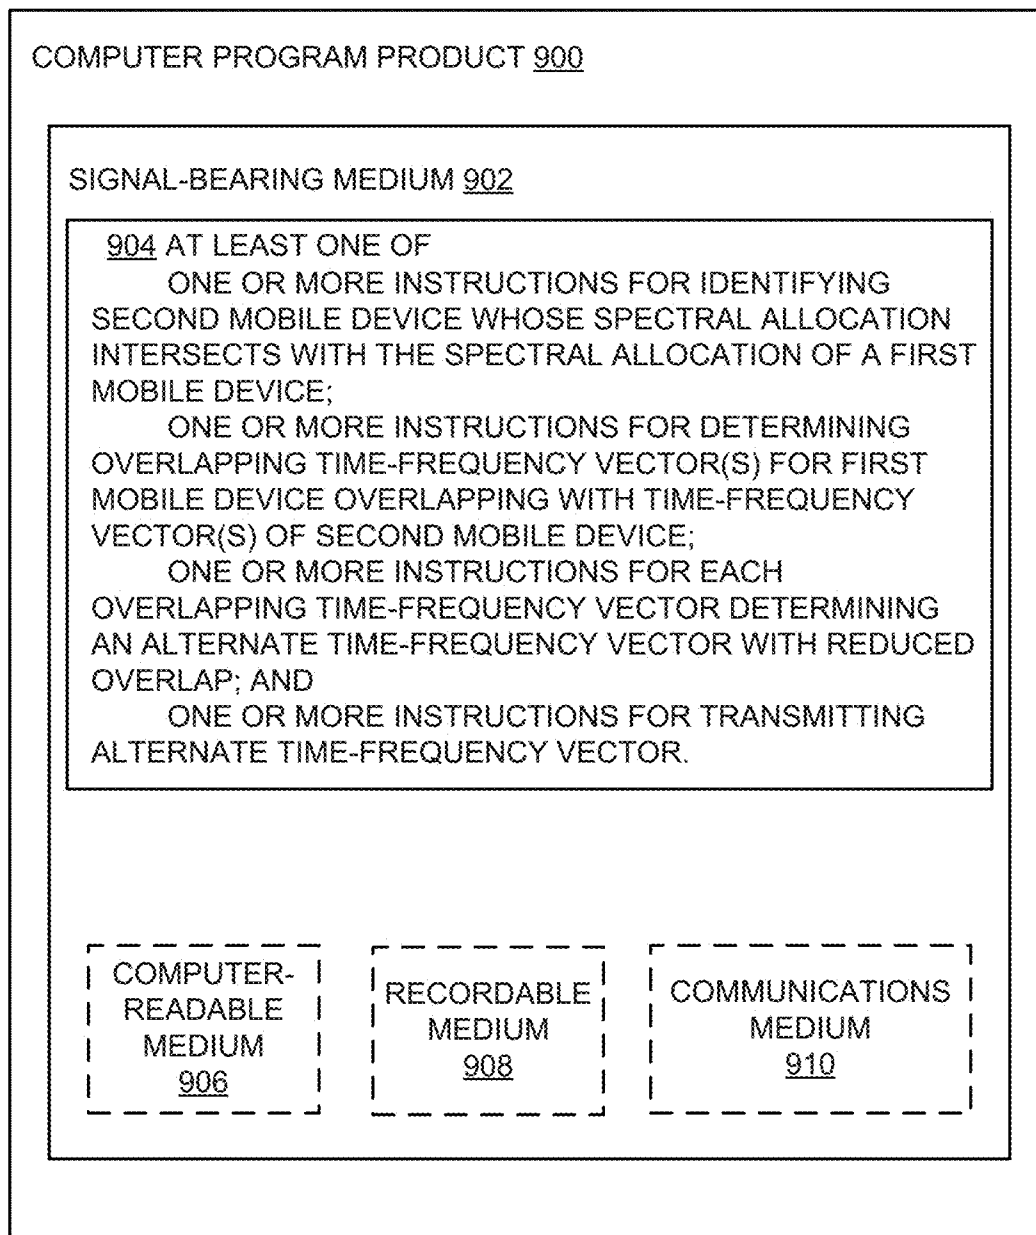 COMPUTER PROGRAM PRODUCT 900
SIGNAL-BEARING MEDIUM 902
904 AT LEAST ONE OF
ONE OR MORE INSTRUCTIONS FOR IDENTIFYING
SECOND MOBILE DEVICE WHOSE SPECTRAL ALLOCATION
INTERSECTS WITH THE SPECTRAL ALLOCATION OF A FIRST
MOBILE DEVICE;
ONE OR MORE INSTRUCTIONS FOR DETERMINING
OVERLAPPING TIME-FREQUENCY VECTOR(S) FOR FIRST
MOBILE DEVICE OVERLAPPING WITH TIME-FREQUENCY
VECTOR(S) OF SECOND MOBILE DEVICE;
ONE OR MORE INSTRUCTIONS FOR EACH
OVERLAPPING TIME-FREQUENCY VECTOR DETERMINING
AN ALTERNATE TIME-FREQUENCY VECTOR WITH REDUCED
OVERLAP; AND
ONE OR MORE INSTRUCTIONS FOR TRANSMITTING
ALTERNATE TIME-FREQUENCY VECTOR.
COMPUTER-
READABLE
MEDIUM
906
RECORDABLE
MEDIUM
908
COMMUNICATIONS
MEDIUM
910